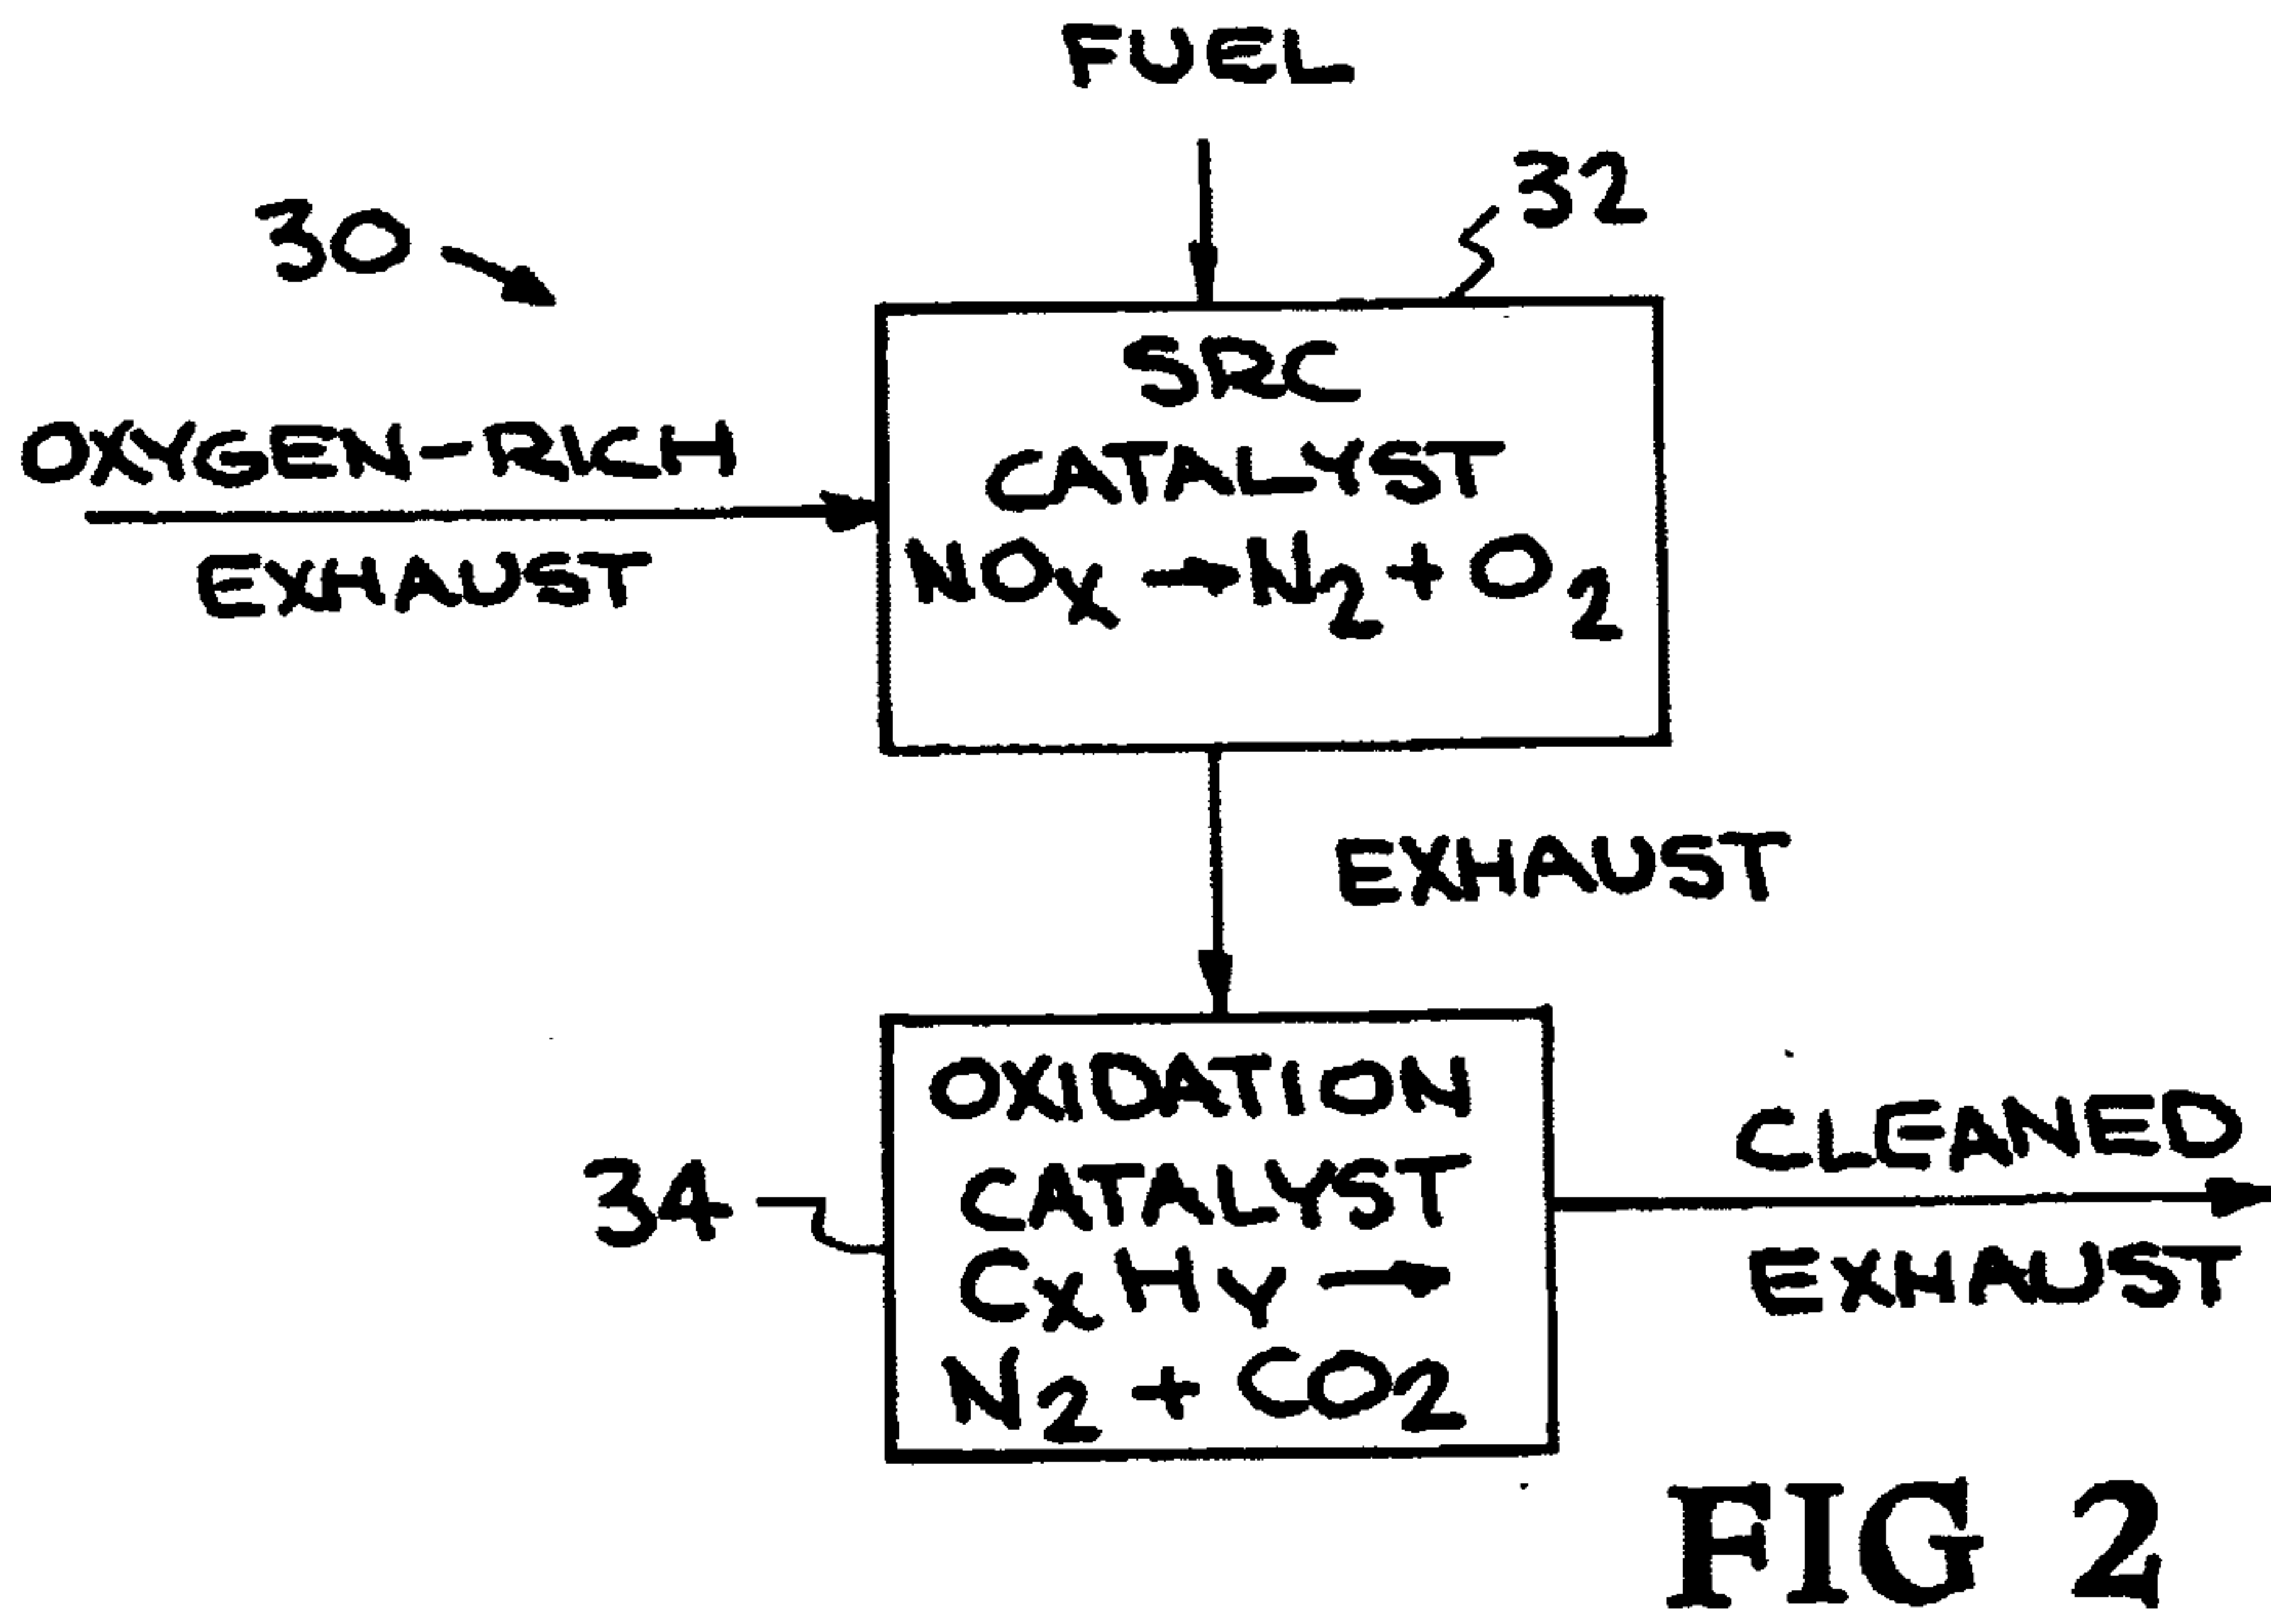 FUEL
32
30
SRC
OXYGEN-RICH
CATALYST
EXHAUST
NOx → N2 + O2
EXHAUST
OXIDATION
CLEANED
34
CATALYST
CxHy →
EXHAUST
N2 + CO2
FIG 2